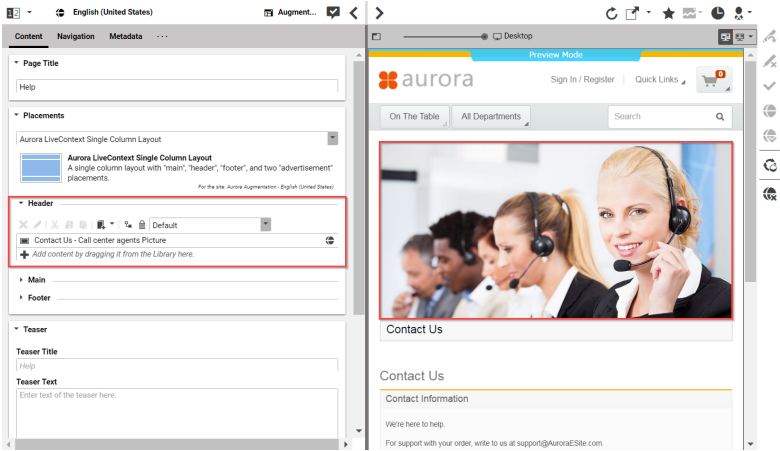 English (United States)
Augment...
Content Navigation Metadata ...
Page Title
Help
Placements
Aurora LiveContext Single Column Layout
Aurora LiveContext Single Column Layout
A single column layout with "main", "header", "footer", and two "advertisement"
placements.
For the site: Aurora Augmentation - English (United States)
Header
Default
Contact Us - Call center agents Picture
Add content by dragging it from the Library here.
Main
Footer
Teaser
Teaser Title
Help
Teaser Text
Enter text of the teaser here.
Desktop
Preview Mode
aurora
Sign In / Register
Quick Links
0
On The Table
All Departments
Search
Contact Us
Contact Us
Contact Information
We're here to help.
For support with your order, write to us at support@AuroraESite.com.